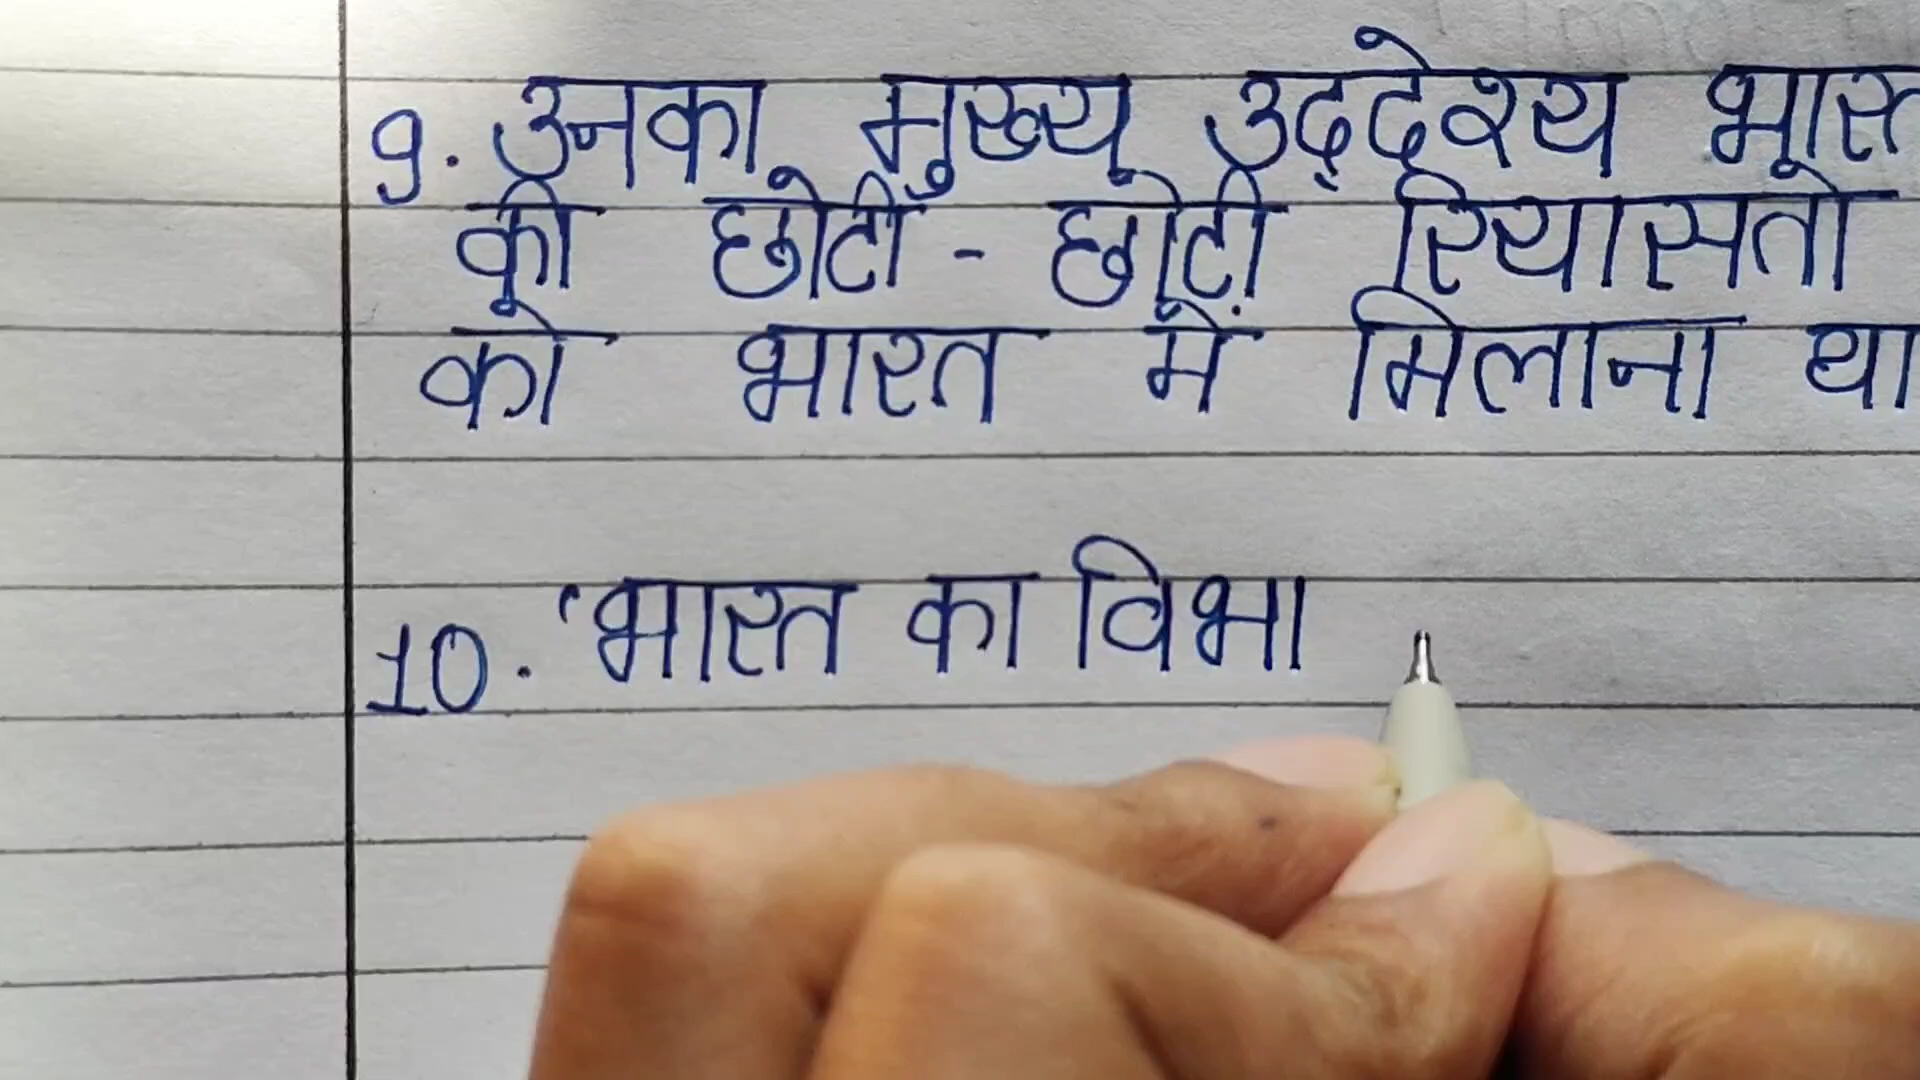 9. उनका मुख्य उद्देश्य भार
की छोटी - छोटी रियासतों
को भारत में मिलाना था
10. 'भारत का विभा